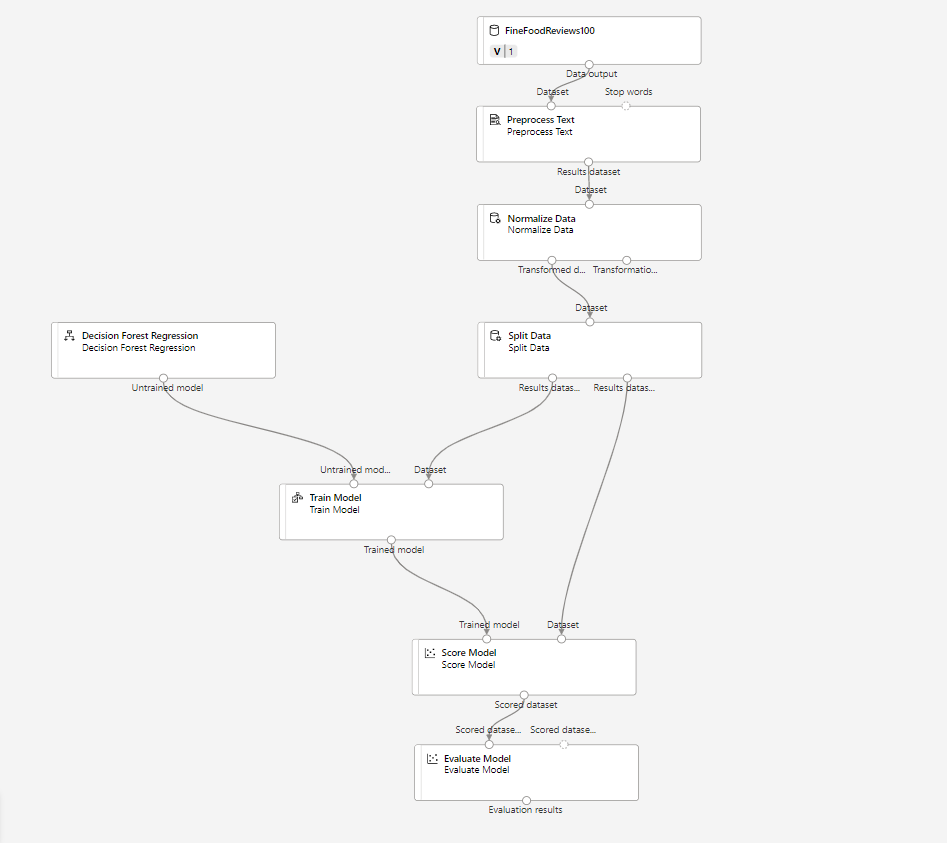 FineFoodReviews100
V 1
Data output
Dataset Stop words
Preprocess Text
Preprocess Text
Results dataset
Dataset
Normalize Data
Normalize Data
Transformed d... Transformatio...
Dataset
Decision Forest Regression
Decision Forest Regression
Untrained model
Split Data
Split Data
Results datas... Results datas...
Untrained mod... Dataset
Train Model
Train Model
Trained model
Trained model Dataset
Score Model
Score Model
Scored dataset
Scored datase... Scored datase...
Evaluate Model
Evaluate Model
Evaluation results